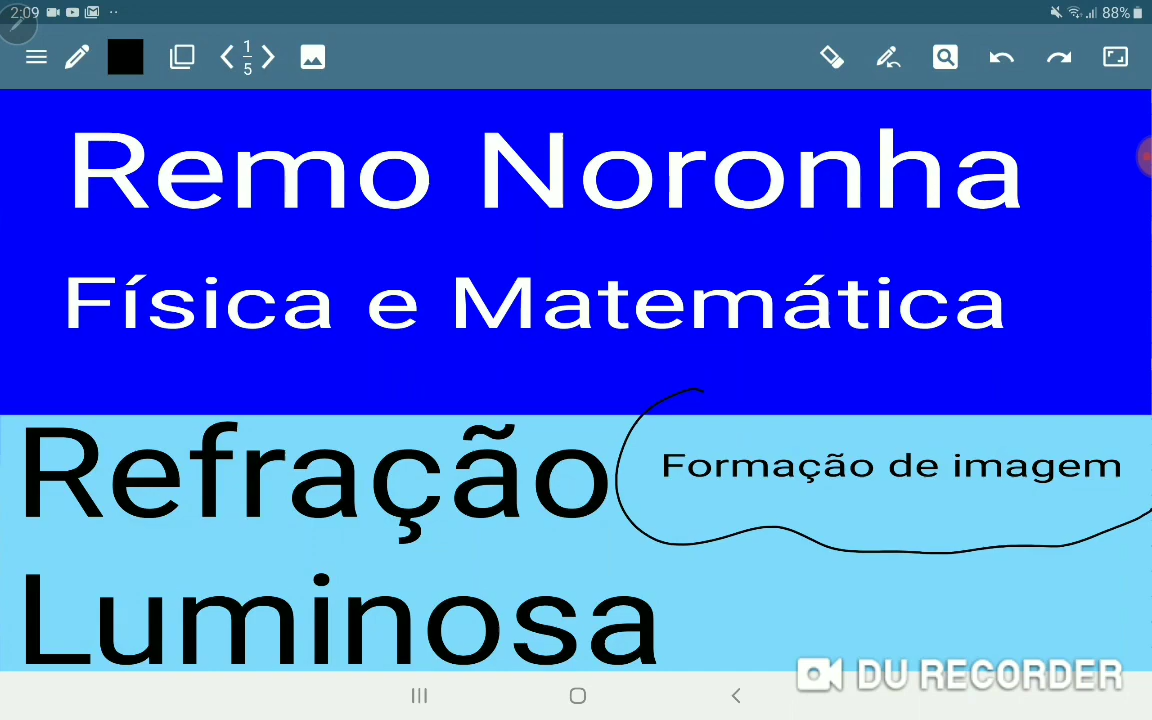 2:09
88%
1
5
Remo Noronha
Física e Matemática
Refração
Formação de imagem
Luminosa
DU RECORDER